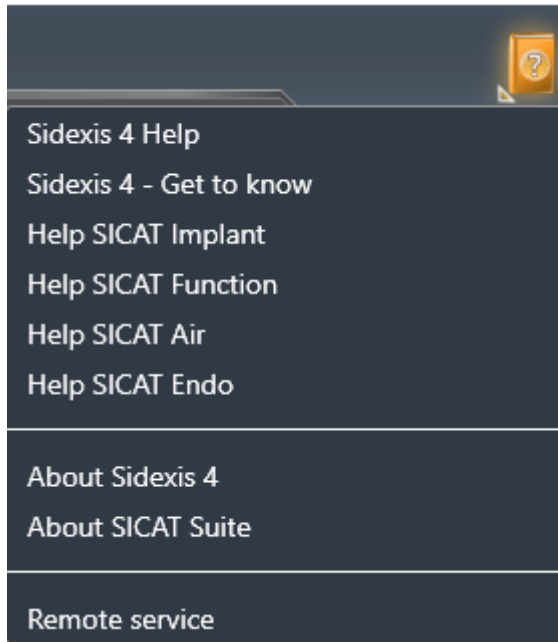 ?
Sidexis 4 Help
Sidexis 4 - Get to know
Help SICAT Implant
Help SICAT Function
Help SICAT Air
Help SICAT Endo
About Sidexis 4
About SICAT Suite
Remote service